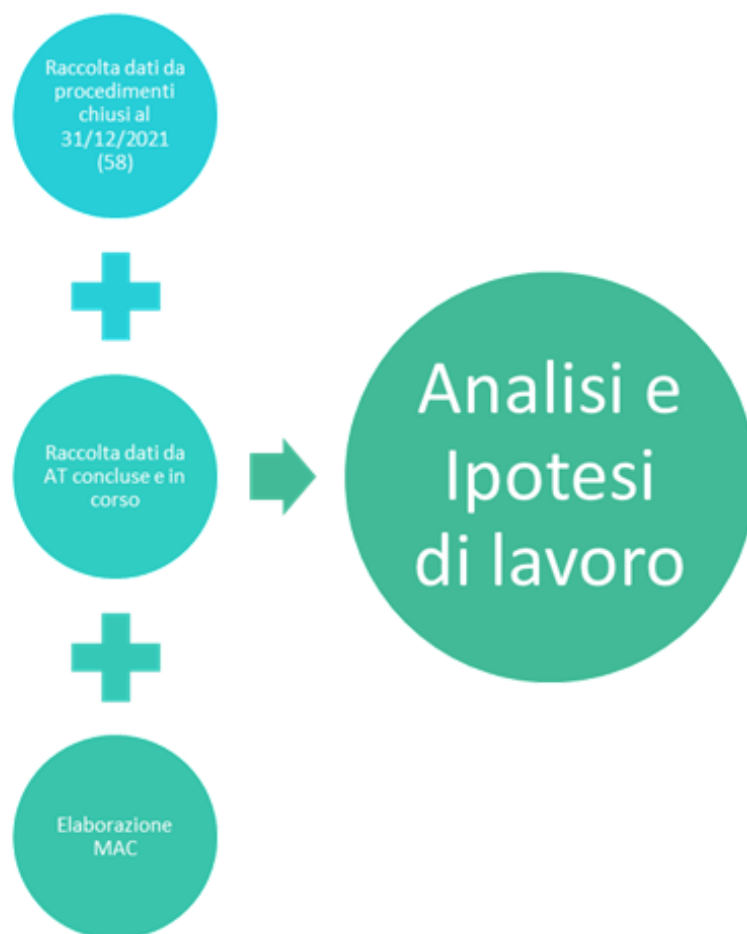 Raccolta dati da
procedimenti
chiusi al
31/12/2021
(58)
Raccolta dati da
AT concluse e in
corso
Elaborazione
MAC
Analisi e
Ipotesi
di lavoro